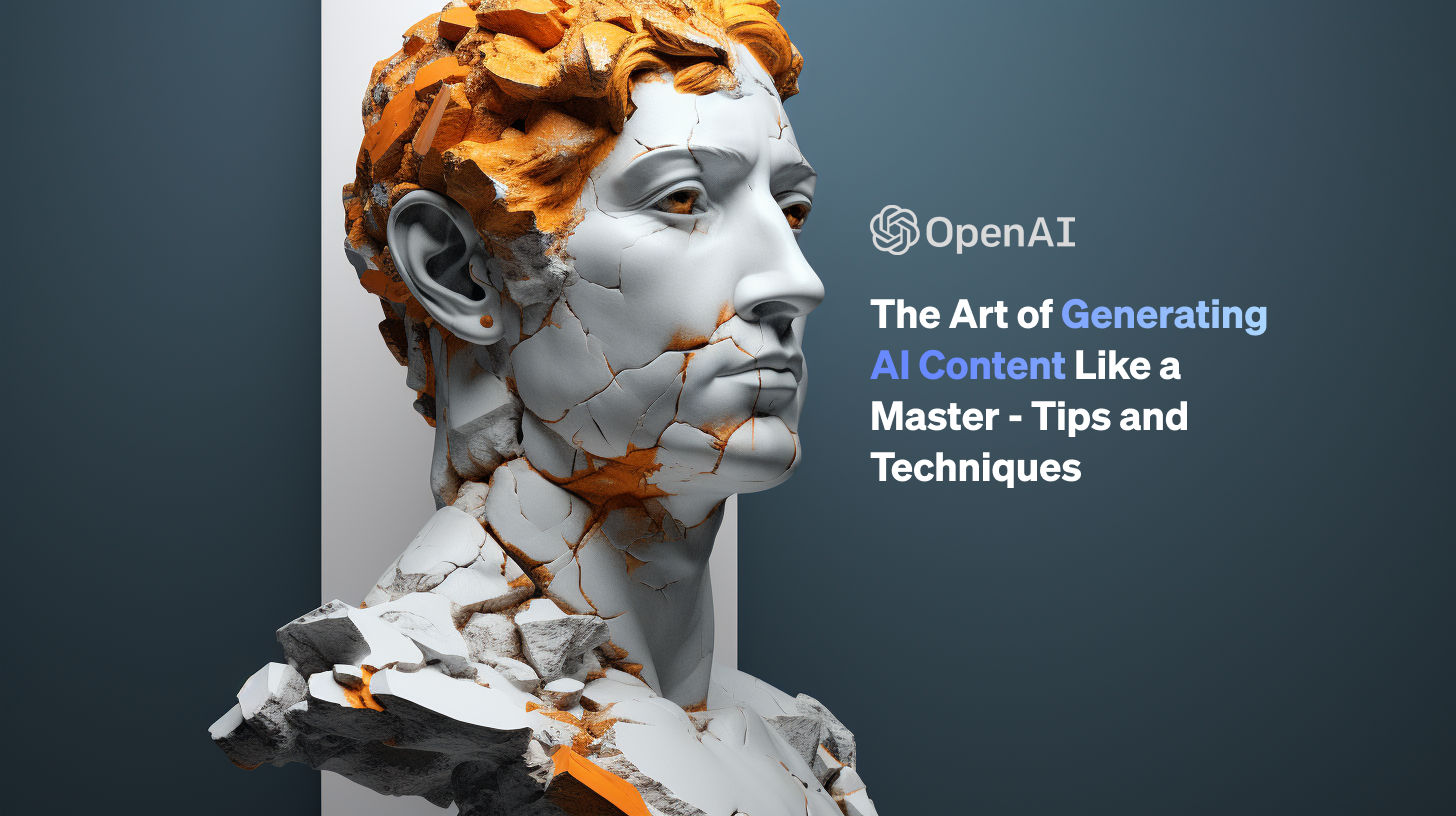 OpenAI
The Art of Generating
AI Content Like a
Master - Tips and
Techniques